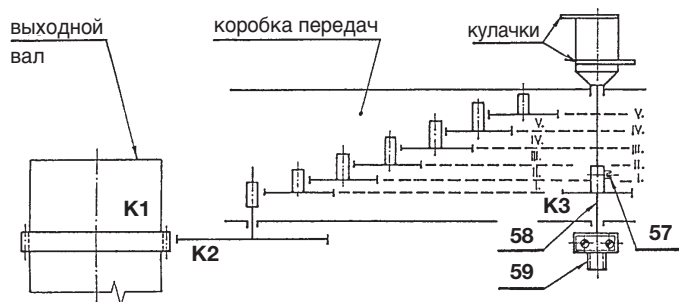 выходной
вал
коробка передач
кулачки
V.
V.
IV.
IV.
III.
III.
II.
II.
I.
I.
K1
K2
K3
57
58
59